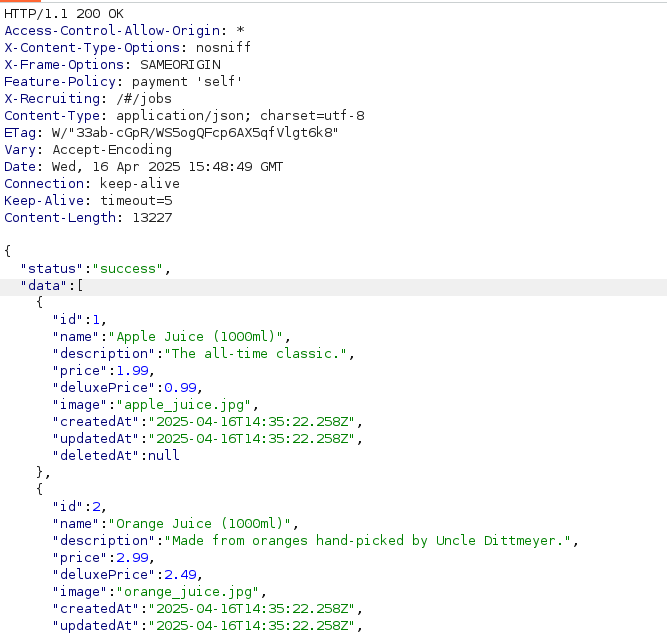 HTTP/1.1 200 OK
Access-Control-Allow-Origin: *
X-Content-Type-Options: nosniff
X-Frame-Options: SAMEORIGIN
Feature-Policy: payment 'self'
X-Recruiting: /#/jobs
Content-Type: application/json; charset=utf-8
ETag: W/"33ab-cGpR/WS5ogQFcp6AX5qfVlgt6k8"
Vary: Accept-Encoding
Date: Wed, 16 Apr 2025 15:48:49 GMT
Connection: keep-alive
Keep-Alive: timeout=5
Content-Length: 13227

{
  "status":"success",
  "data":[
    {
      "id":1,
      "name":"Apple Juice (1000ml)",
      "description":"The all-time classic.",
      "price":1.99,
      "deluxePrice":0.99,
      "image":"apple_juice.jpg",
      "createdAt":"2025-04-16T14:35:22.258Z",
      "updatedAt":"2025-04-16T14:35:22.258Z",
      "deletedAt":null
    },
    {
      "id":2,
      "name":"Orange Juice (1000ml)",
      "description":"Made from oranges hand-picked by Uncle Dittmeyer.",
      "price":2.99,
      "deluxePrice":2.49,
      "image":"orange_juice.jpg",
      "createdAt":"2025-04-16T14:35:22.258Z",
      "updatedAt":"2025-04-16T14:35:22.258Z",